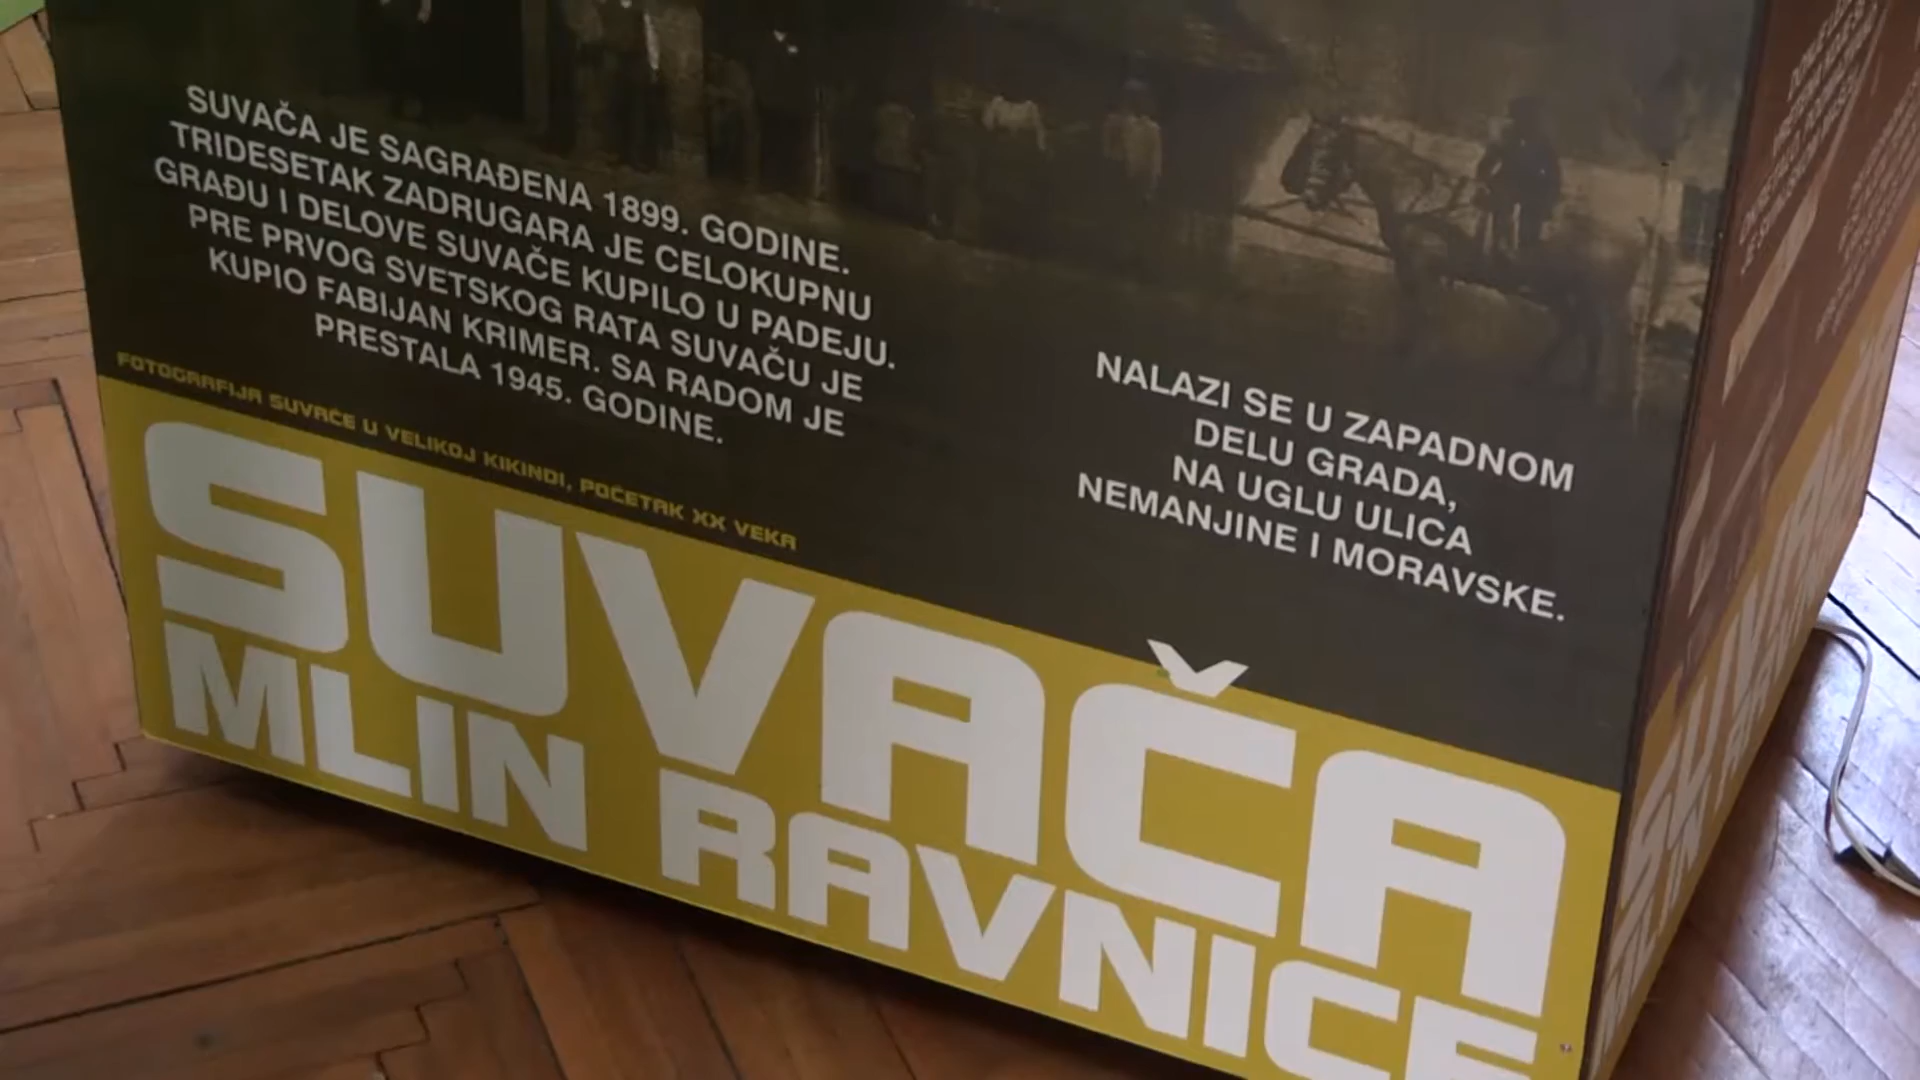 SUVAČA JE SAGRAĐENA 1899. GODINE.
TRIDESETAK ZADRUGARA JE CELOKUPNU
GRAĐU I DELOVE SUVAČE KUPILO U PADEJU.
PRE PRVOG SVETSKOG RATA SUVAČU JE
KUPIO FABIJAN KRIMER. SA RADOM JE
PRESTALA 1945. GODINE.
NALAZI SE U ZAPADNOM
DELU GRADA,
NA UGLU ULICA
NEMANJINE I MORAVSKE.
FOTOGRAFIJA SUVAČE U VELIKOJ KIKINDI, POČETAK XX VEKA
SUVAČA
MLIN RAVNICE